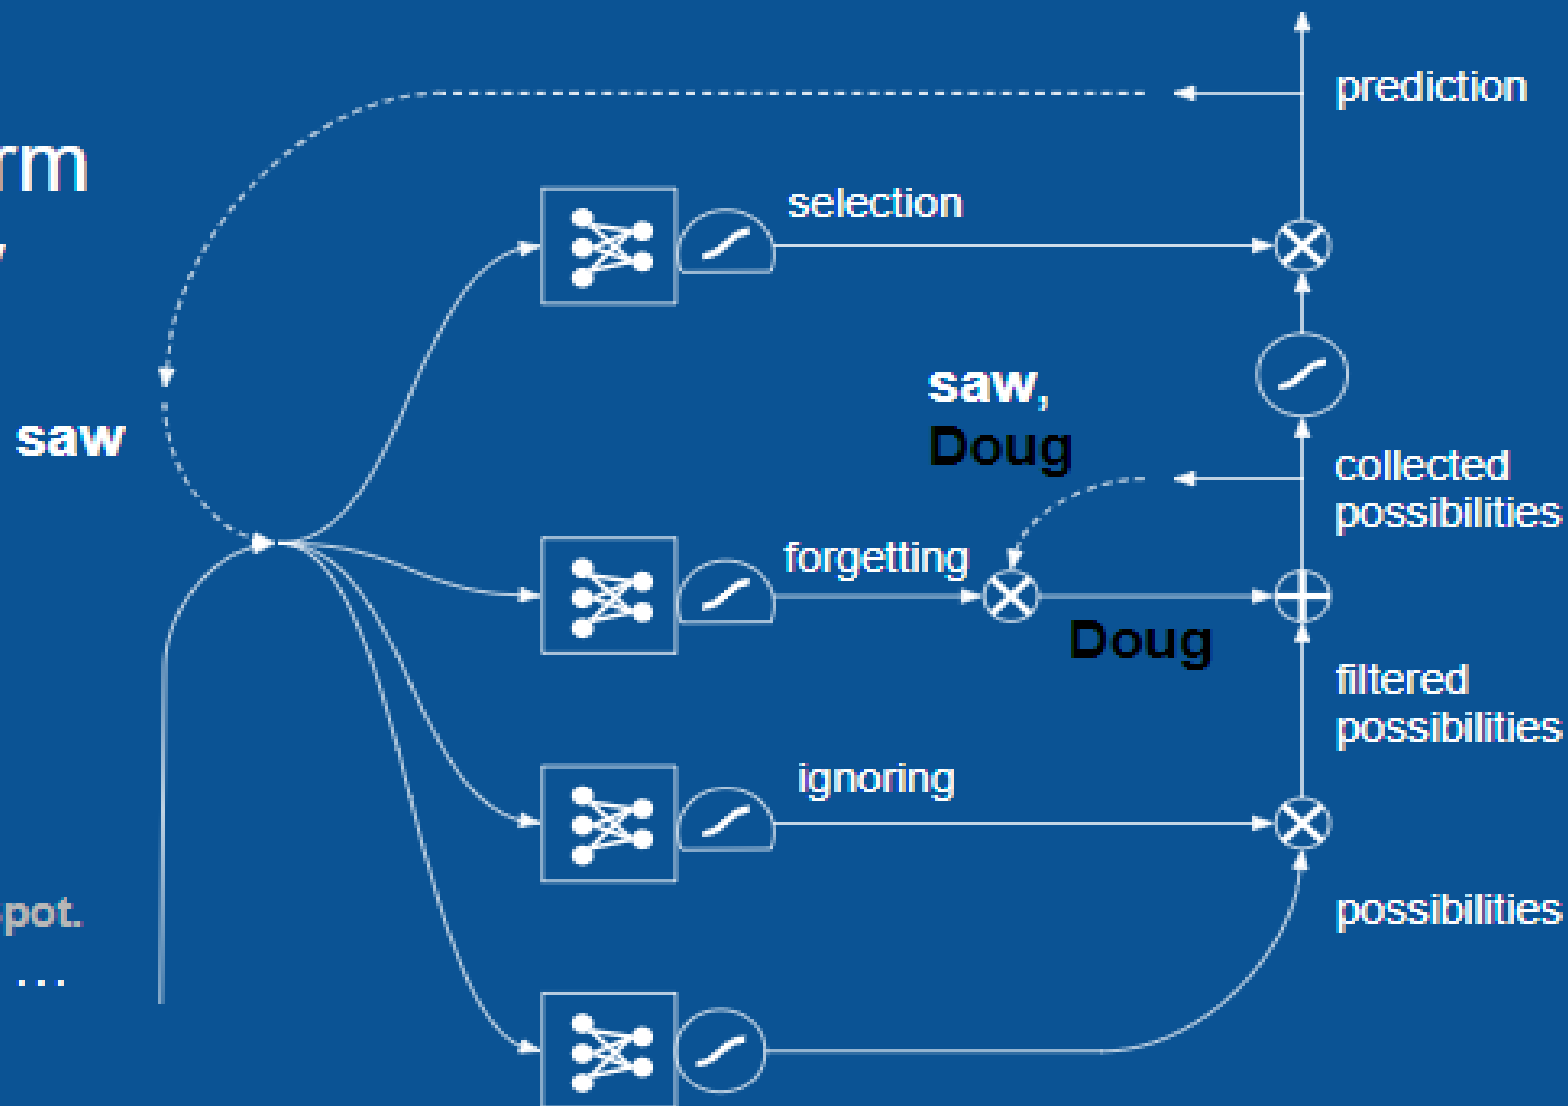 rm
saw
pot.
...
prediction
selection
saw,
Doug
collected
possibilities
forgetting
Doug
filtered
possibilities
ignoring
possibilities